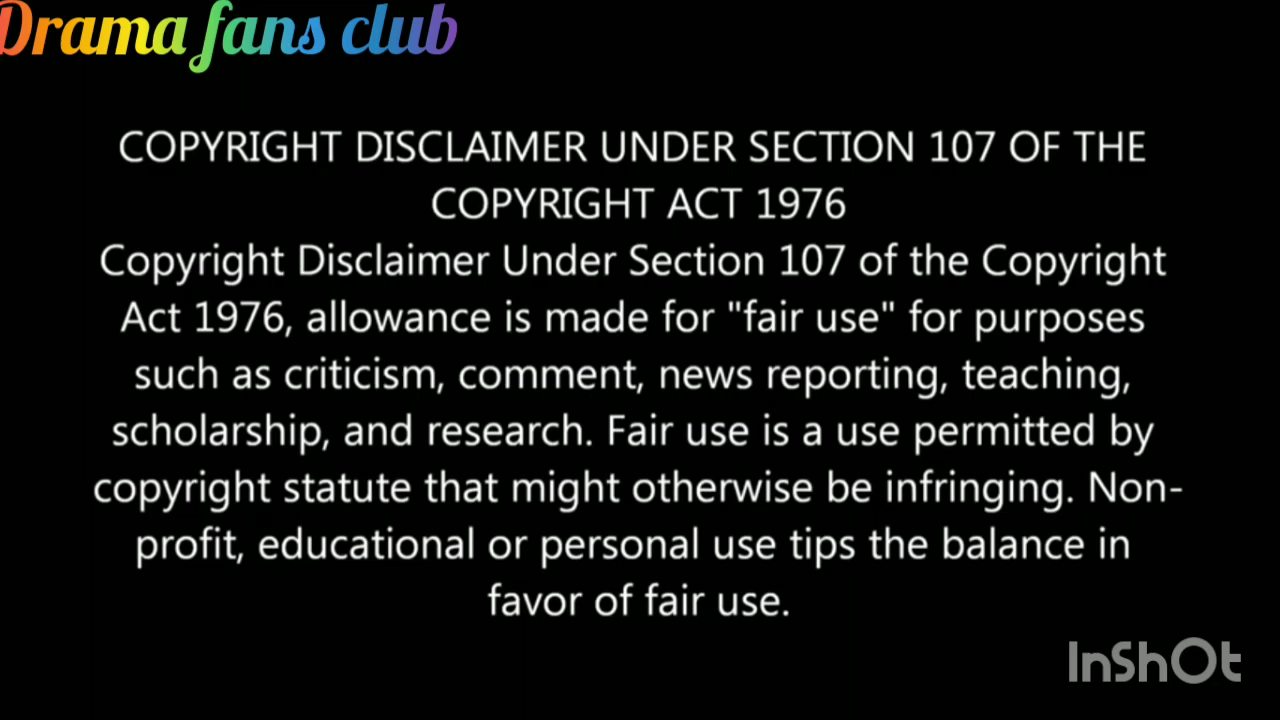 Drama fans club
COPYRIGHT DISCLAIMER UNDER SECTION 107 OF THE
COPYRIGHT ACT 1976
Copyright Disclaimer Under Section 107 of the Copyright
Act 1976, allowance is made for "fair use" for purposes
such as criticism, comment, news reporting, teaching,
scholarship, and research. Fair use is a use permitted by
copyright statute that might otherwise be infringing. Non-
profit, educational or personal use tips the balance in
favor of fair use.
InShOt